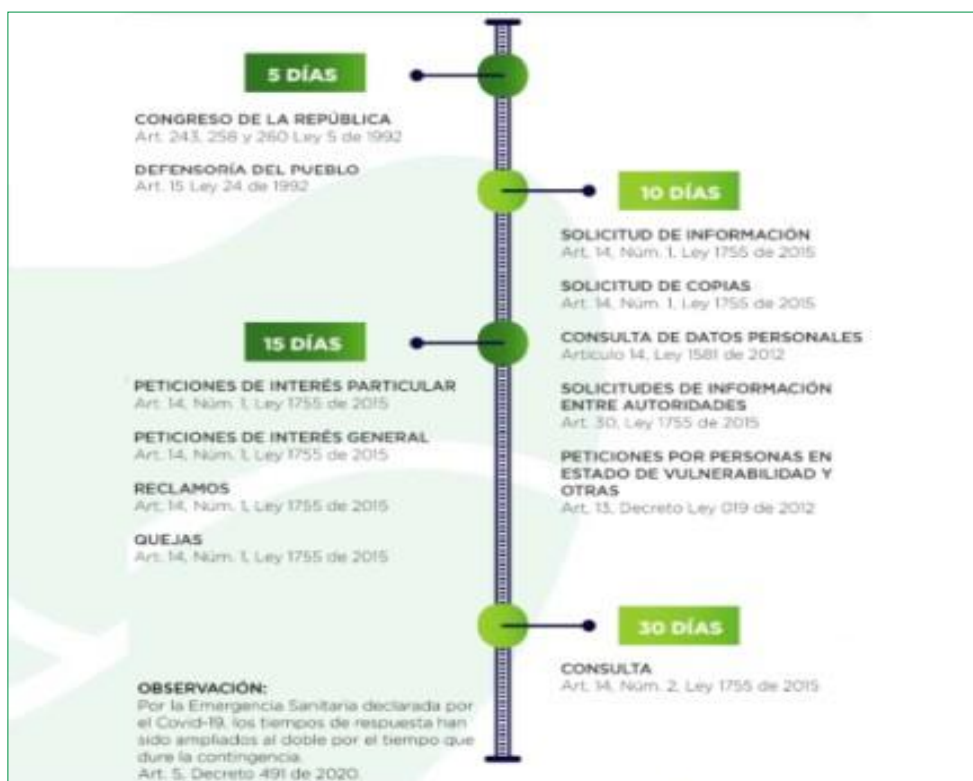 5 DÍAS
CONGRESO DE LA REPÚBLICA
Art. 243, 258 y 260 Ley 5 de 1992
DEFENSORÍA DEL PUEBLO
Art. 15 Ley 24 de 1992
10 DÍAS
SOLICITUD DE INFORMACIÓN
Art. 14, Núm. 1, Ley 1755 de 2015
SOLICITUD DE COPIAS
Art. 14, Núm. 1, Ley 1755 de 2015
CONSULTA DE DATOS PERSONALES
Artículo 14, Ley 1581 de 2012
SOLICITUDES DE INFORMACIÓN
ENTRE AUTORIDADES
Art. 30, Ley 1755 de 2015
PETICIONES POR PERSONAS EN
ESTADO DE VULNERABILIDAD Y
OTRAS
Art. 13, Decreto Ley 019 de 2012
15 DÍAS
PETICIONES DE INTERÉS PARTICULAR
Art. 14, Núm. 1, Ley 1755 de 2015
PETICIONES DE INTERÉS GENERAL
Art. 14, Núm. 1, Ley 1755 de 2015
RECLAMOS
Art. 14, Núm. 1, Ley 1755 de 2015
QUEJAS
Art. 14, Núm. 1, Ley 1755 de 2015
30 DÍAS
CONSULTA
Art. 14, Núm. 2, Ley 1755 de 2015
OBSERVACIÓN:
Por la Emergencia Sanitaria declarada por
el Covid-19, los tiempos de respuesta han
sido ampliados al doble por el tiempo que
dure la contingencia.
Art. 5, Decreto 491 de 2020.